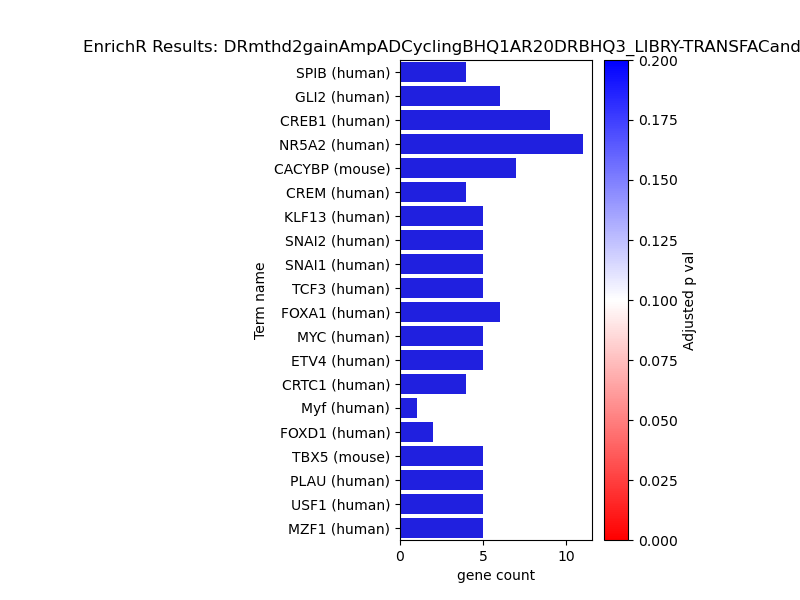 EnrichR Results: DRmthd2gainAmpADCyclingBHQ1AR20DRBHQ3_LIBRY-TRANSFACand
SPIB (human)
GLI2 (human)
CREB1 (human)
NR5A2 (human)
CACYBP (mouse)
CREM (human)
KLF13 (human)
SNAI2 (human)
SNAI1 (human)
TCF3 (human)
FOXA1 (human)
MYC (human)
ETV4 (human)
CRTC1 (human)
Myf (human)
FOXD1 (human)
TBX5 (mouse)
PLAU (human)
USF1 (human)
MZF1 (human)
Term name
0 5 10
gene count
0.200
0.175
0.150
0.125
0.100
0.075
0.050
0.025
0.000
Adjusted p val